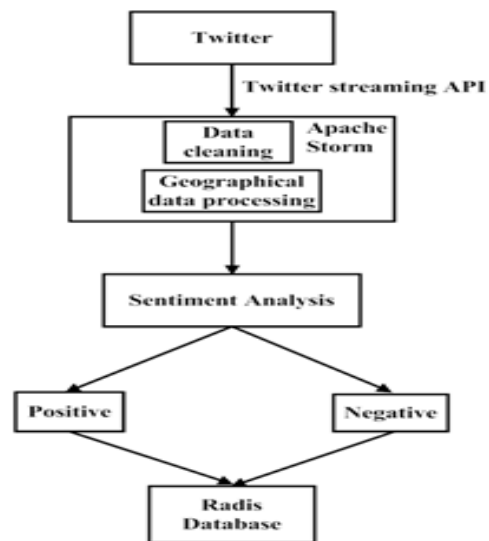 Twitter
Twitter streaming API
Data
cleaning
Apache
Storm
Geographical
data processing
Sentiment Analysis
Positive
Negative
Radis
Database